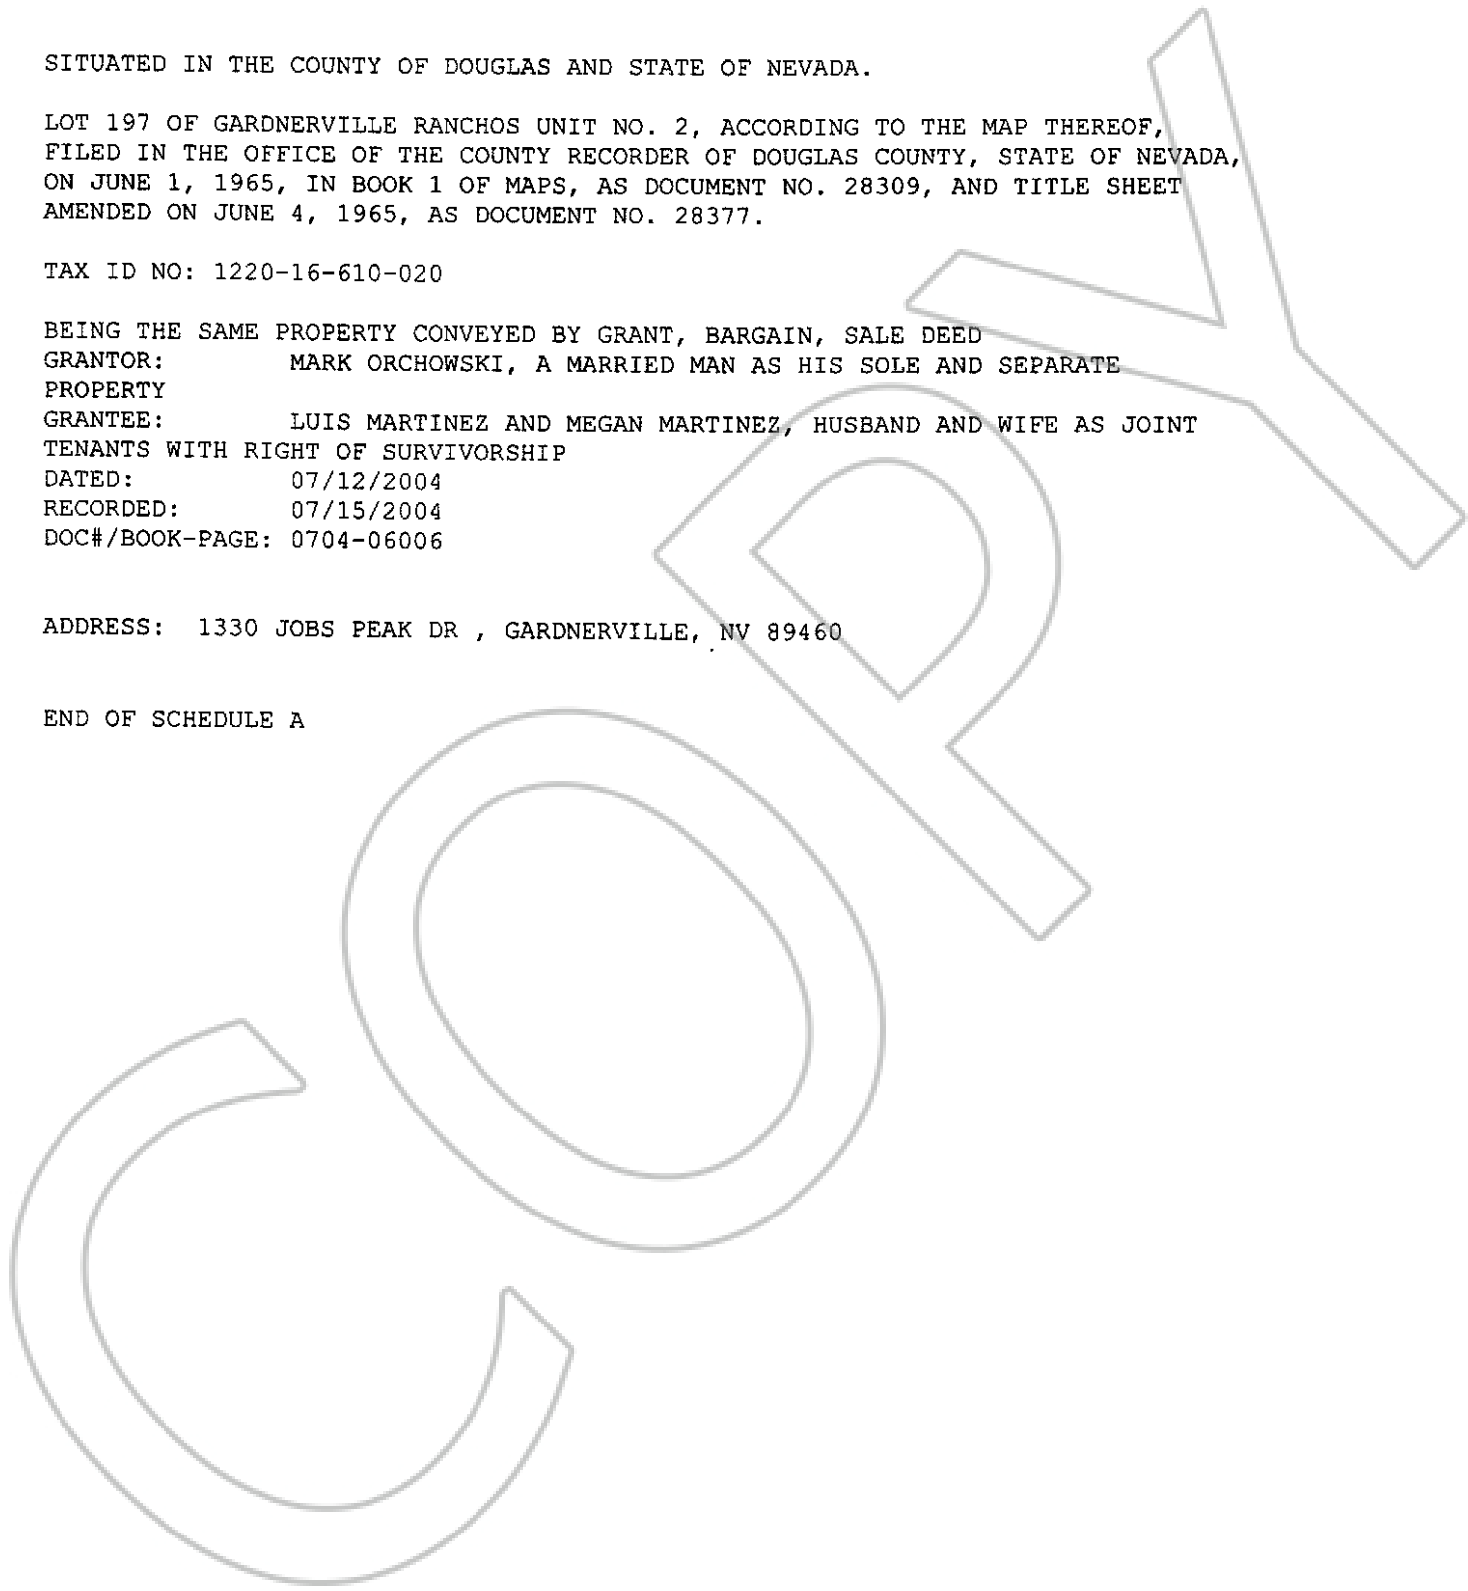 SITUATED IN THE COUNTY OF DOUGLAS AND STATE OF NEVADA.
LOT 197 OF GARDNERVILLE RANCHOS UNIT NO. 2, ACCORDING TO THE MAP THEREOF,
FILED IN THE OFFICE OF THE COUNTY RECORDER OF DOUGLAS COUNTY, STATE OF NEVADA,
ON JUNE 1, 1965, IN BOOK 1 OF MAPS, AS DOCUMENT NO. 28309, AND TITLE SHEET
AMENDED ON JUNE 4, 1965, AS DOCUMENT NO. 28377.
TAX ID NO: 1220-16-610-020
BEING THE SAME PROPERTY CONVEYED BY GRANT, BARGAIN, SALE DEED
GRANTOR: MARK ORCHOWSKI, A MARRIED MAN AS HIS SOLE AND SEPARATE
PROPERTY
GRANTEE: LUIS MARTINEZ AND MEGAN MARTINEZ, HUSBAND AND WIFE AS JOINT
TENANTS WITH RIGHT OF SURVIVORSHIP
DATED: 07/12/2004
RECORDED: 07/15/2004
DOC#/BOOK-PAGE: 0704-06006
ADDRESS: 1330 JOBS PEAK DR , GARDNERVILLE, NV 89460
END OF SCHEDULE A
COPY